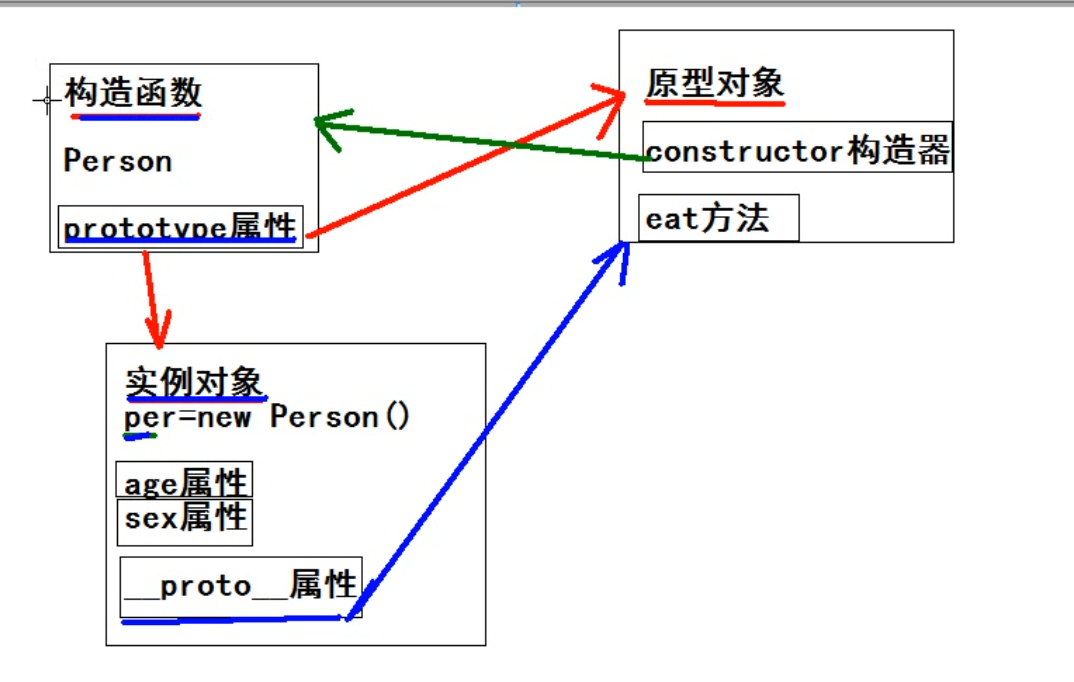 构造函数
Person
prototype属性
原型对象
constructor构造器
eat方法
实例对象
per=new Person()
age属性
sex属性
__proto__属性